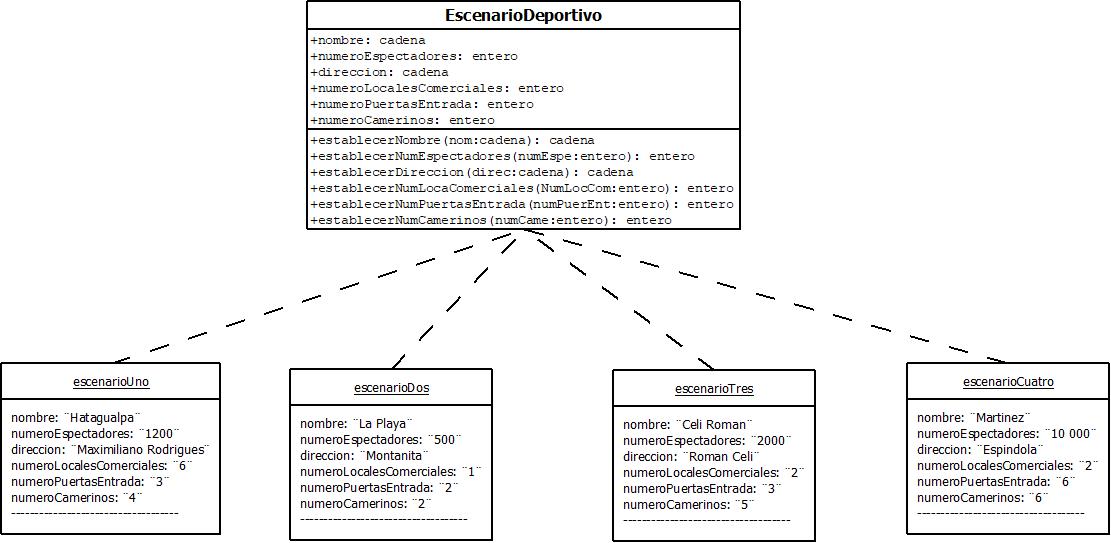 EscenarioDeportivo
+nombre: cadena
+numeroEspectadores: entero
+direccion: cadena
+numeroLocalesComerciales: entero
+numeroPuertasEntrada: entero
+numeroCamerinos: entero
+establecerNombre(nom:cadena): cadena
+establecerNumEspectadores(numEspe:entero): entero
+establecerDireccion(direc:cadena): cadena
+establecerNumLocaComerciales(NumLocCom:entero): entero
+establecerNumPuertasEntrada(numPuerEnt:entero): entero
+establecerNumCamerinos(numCame:entero): entero
escenarioUno
nombre: ¨Hatagualpa¨
numeroEspectadores: ¨1200¨
direccion: ¨Maximiliano Rodrigues¨
numeroLocalesComerciales: ¨6¨
numeroPuertasEntrada: ¨3¨
numeroCamerinos: ¨4¨
------------------------------------
escenarioDos
nombre: ¨La Playa¨
numeroEspectadores: ¨500¨
direccion: ¨Montanita¨
numeroLocalesComerciales: ¨1¨
numeroPuertasEntrada: ¨2¨
numeroCamerinos: ¨2¨
------------------------------------
escenarioTres
nombre: ¨Celi Roman¨
numeroEspectadores: ¨2000¨
direccion: ¨Roman Celi¨
numeroLocalesComerciales: ¨2¨
numeroPuertasEntrada: ¨3¨
numeroCamerinos: ¨5¨
------------------------------------
escenarioCuatro
nombre: ¨Martinez¨
numeroEspectadores: ¨10 000¨
direccion: ¨Espindola¨
numeroLocalesComerciales: ¨2¨
numeroPuertasEntrada: ¨6¨
numeroCamerinos: ¨6¨
------------------------------------